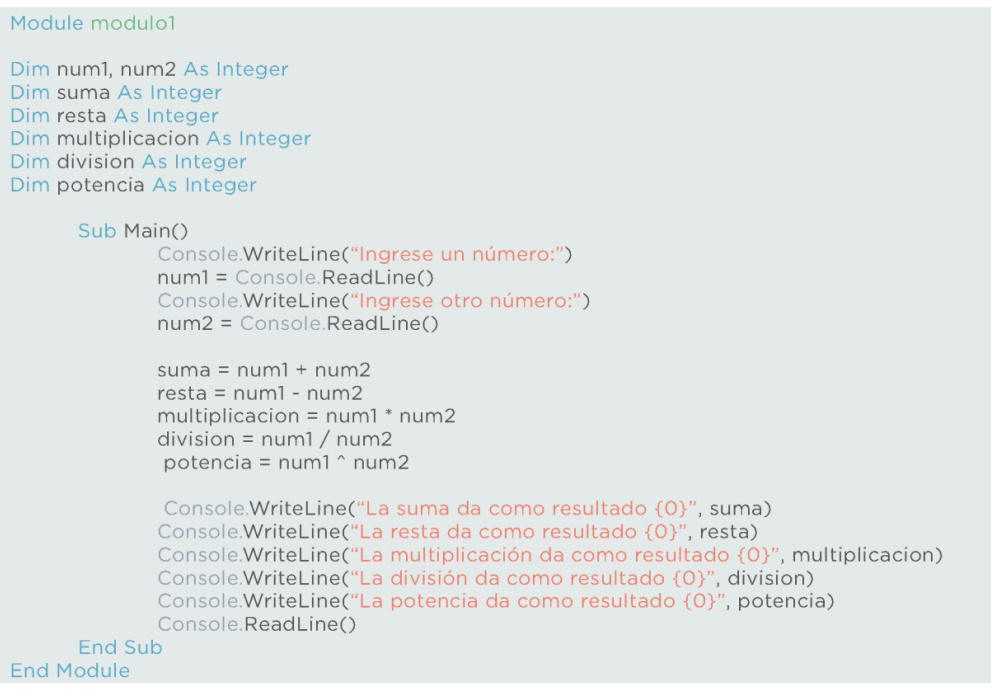 Module modulo1
Dim num1, num2 As Integer
Dim suma As Integer
Dim resta As Integer
Dim multiplicacion As Integer
Dim division As Integer
Dim potencia As Integer
Sub Main()
Console.WriteLine(“Ingrese un número:”)
num1 = Console.ReadLine()
Console.WriteLine(“Ingrese otro número:”)
num2 = Console.ReadLine()
suma = num1 + num2
resta = num1 - num2
multiplicacion = num1 * num2
division = num1 / num2
potencia = num1 ^ num2
Console.WriteLine(“La suma da como resultado {0}”, suma)
Console.WriteLine(“La resta da como resultado {0}”, resta)
Console.WriteLine(“La multiplicación da como resultado {0}”, multiplicacion)
Console.WriteLine(“La división da como resultado {0}”, division)
Console.WriteLine(“La potencia da como resultado {0}”, potencia)
Console.ReadLine()
End Sub
End Module